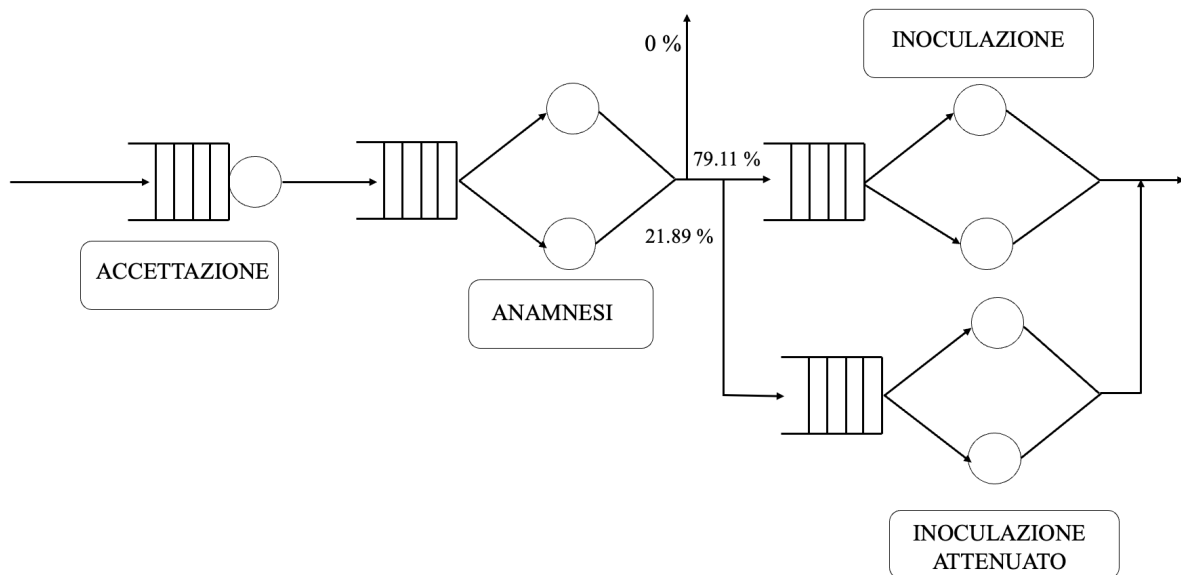 0 %
INOCULAZIONE
79.11 %
21.89 %
ACCETTAZIONE
ANAMNESI
INOCULAZIONE
ATTENUATO